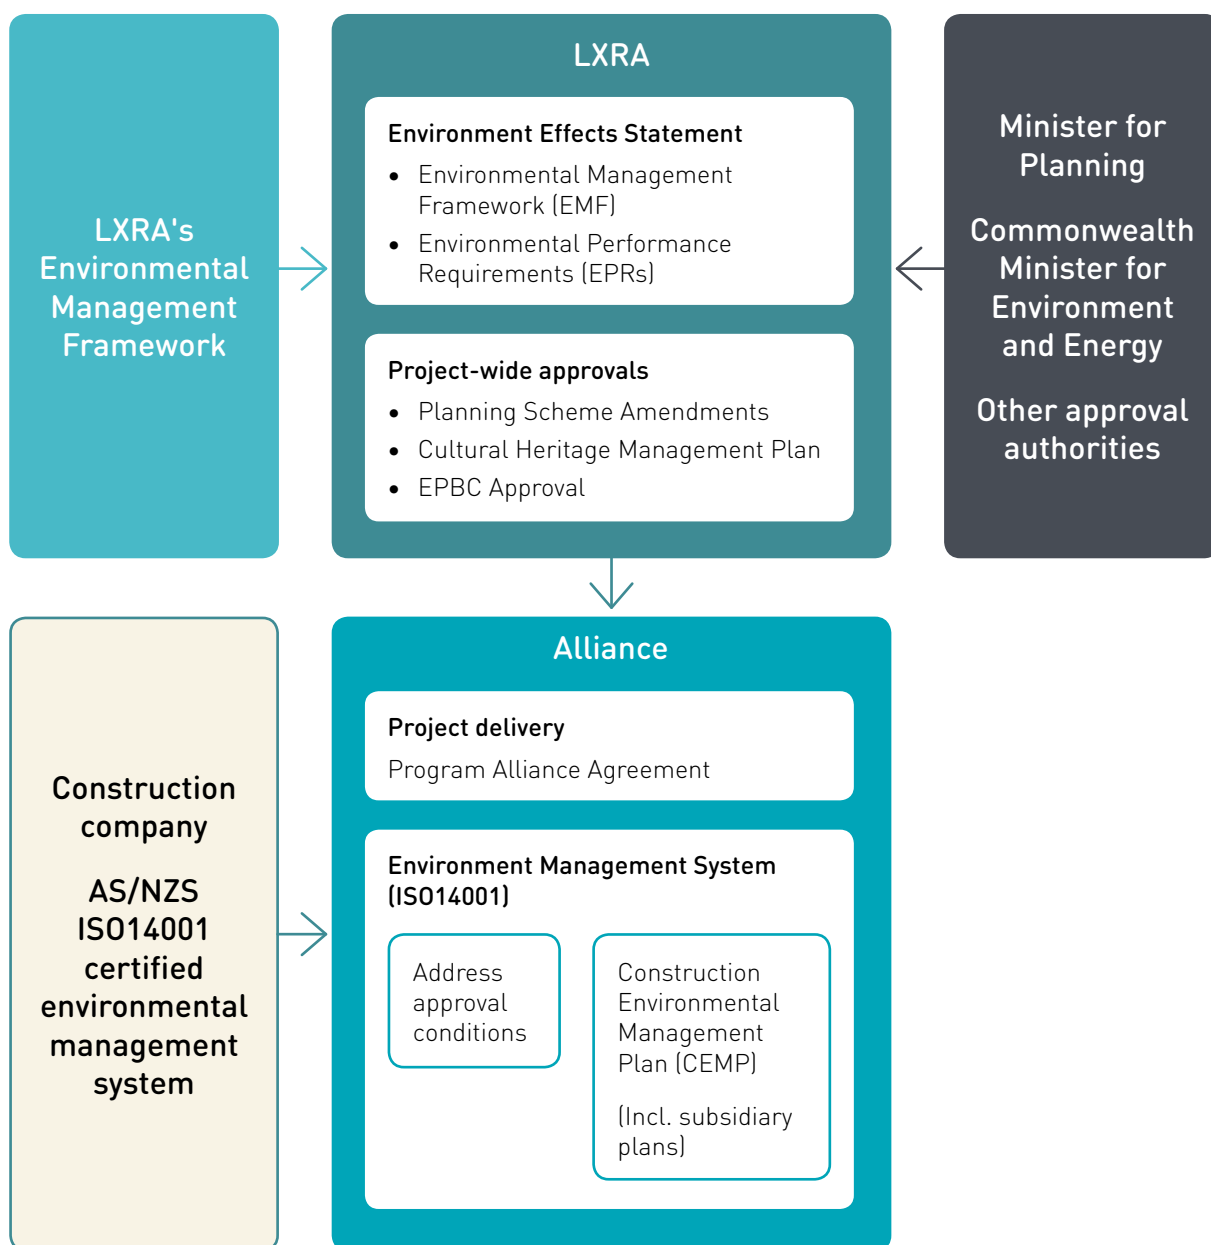 LXRA's
Environmental
Management
Framework
LXRA
Environment Effects Statement
• Environmental Management
Framework (EMF)
• Environmental Performance
Requirements (EPRs)
Project-wide approvals
• Planning Scheme Amendments
• Cultural Heritage Management Plan
• EPBC Approval
Minister for
Planning
Commonwealth
Minister for
Environment
and Energy
Other approval
authorities
Construction
company
AS/NZS
ISO14001
certified
environmental
management
system
Alliance
Project delivery
Program Alliance Agreement
Environment Management System
(ISO14001)
Address
approval
conditions
Construction
Environmental
Management
Plan (CEMP)
(Incl. subsidiary
plans)